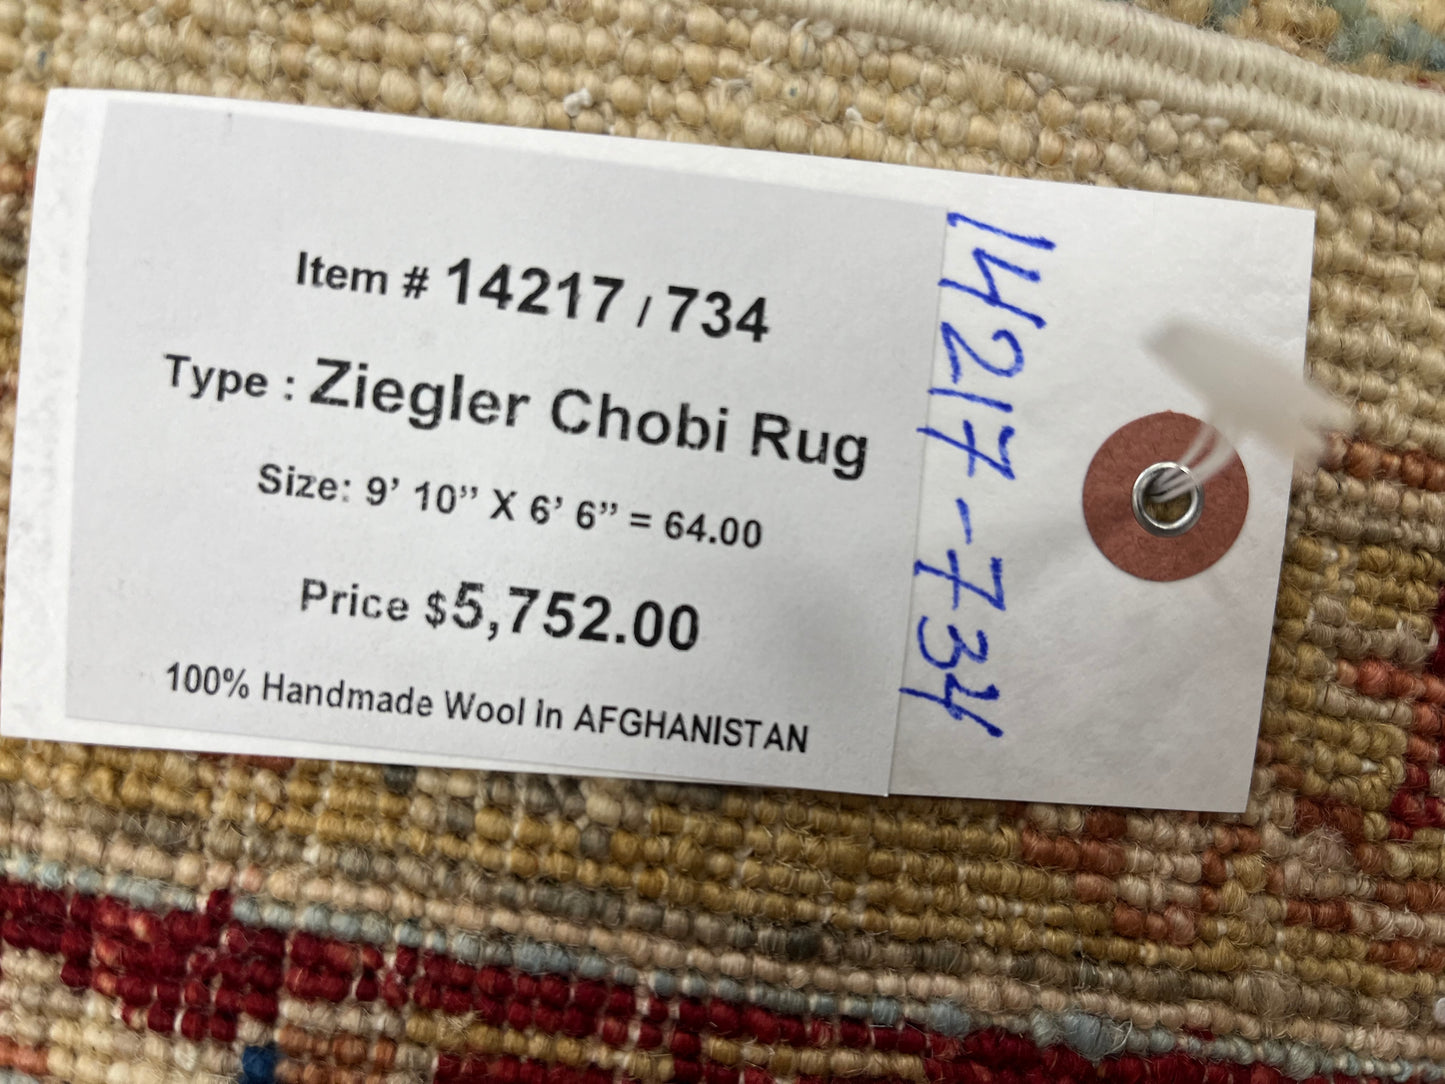 Item # 14217 / 734
Type : Ziegler Chobi Rug
Size: 9’ 10” X 6’ 6” = 64.00
Price $5,752.00
100% Handmade Wool in AFGHANISTAN
14217-734